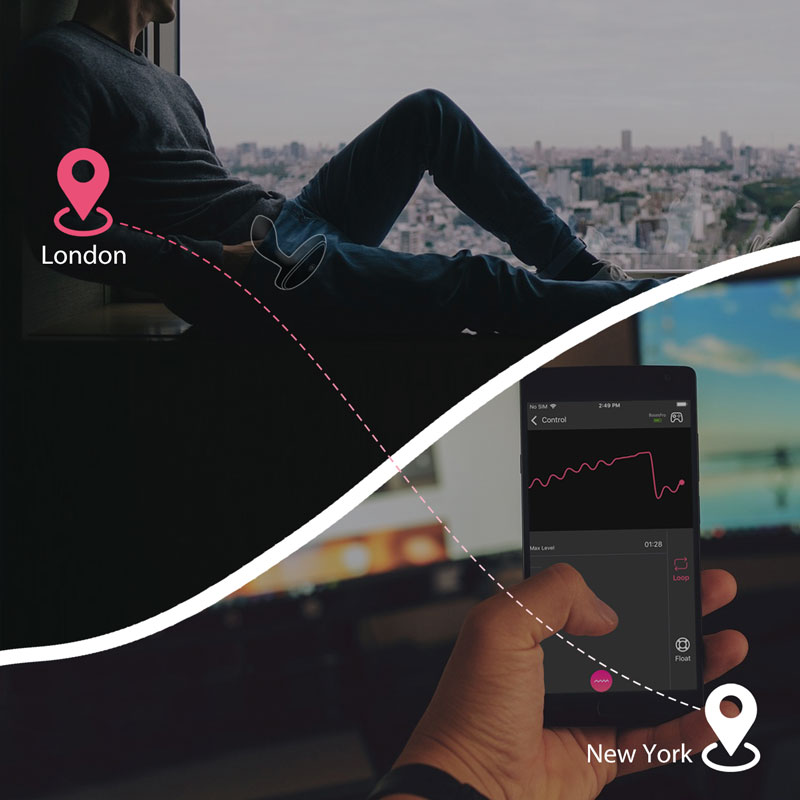 London
No SIM
2:49 PM
Control
Max Level
01:28
Loop
Float
New York